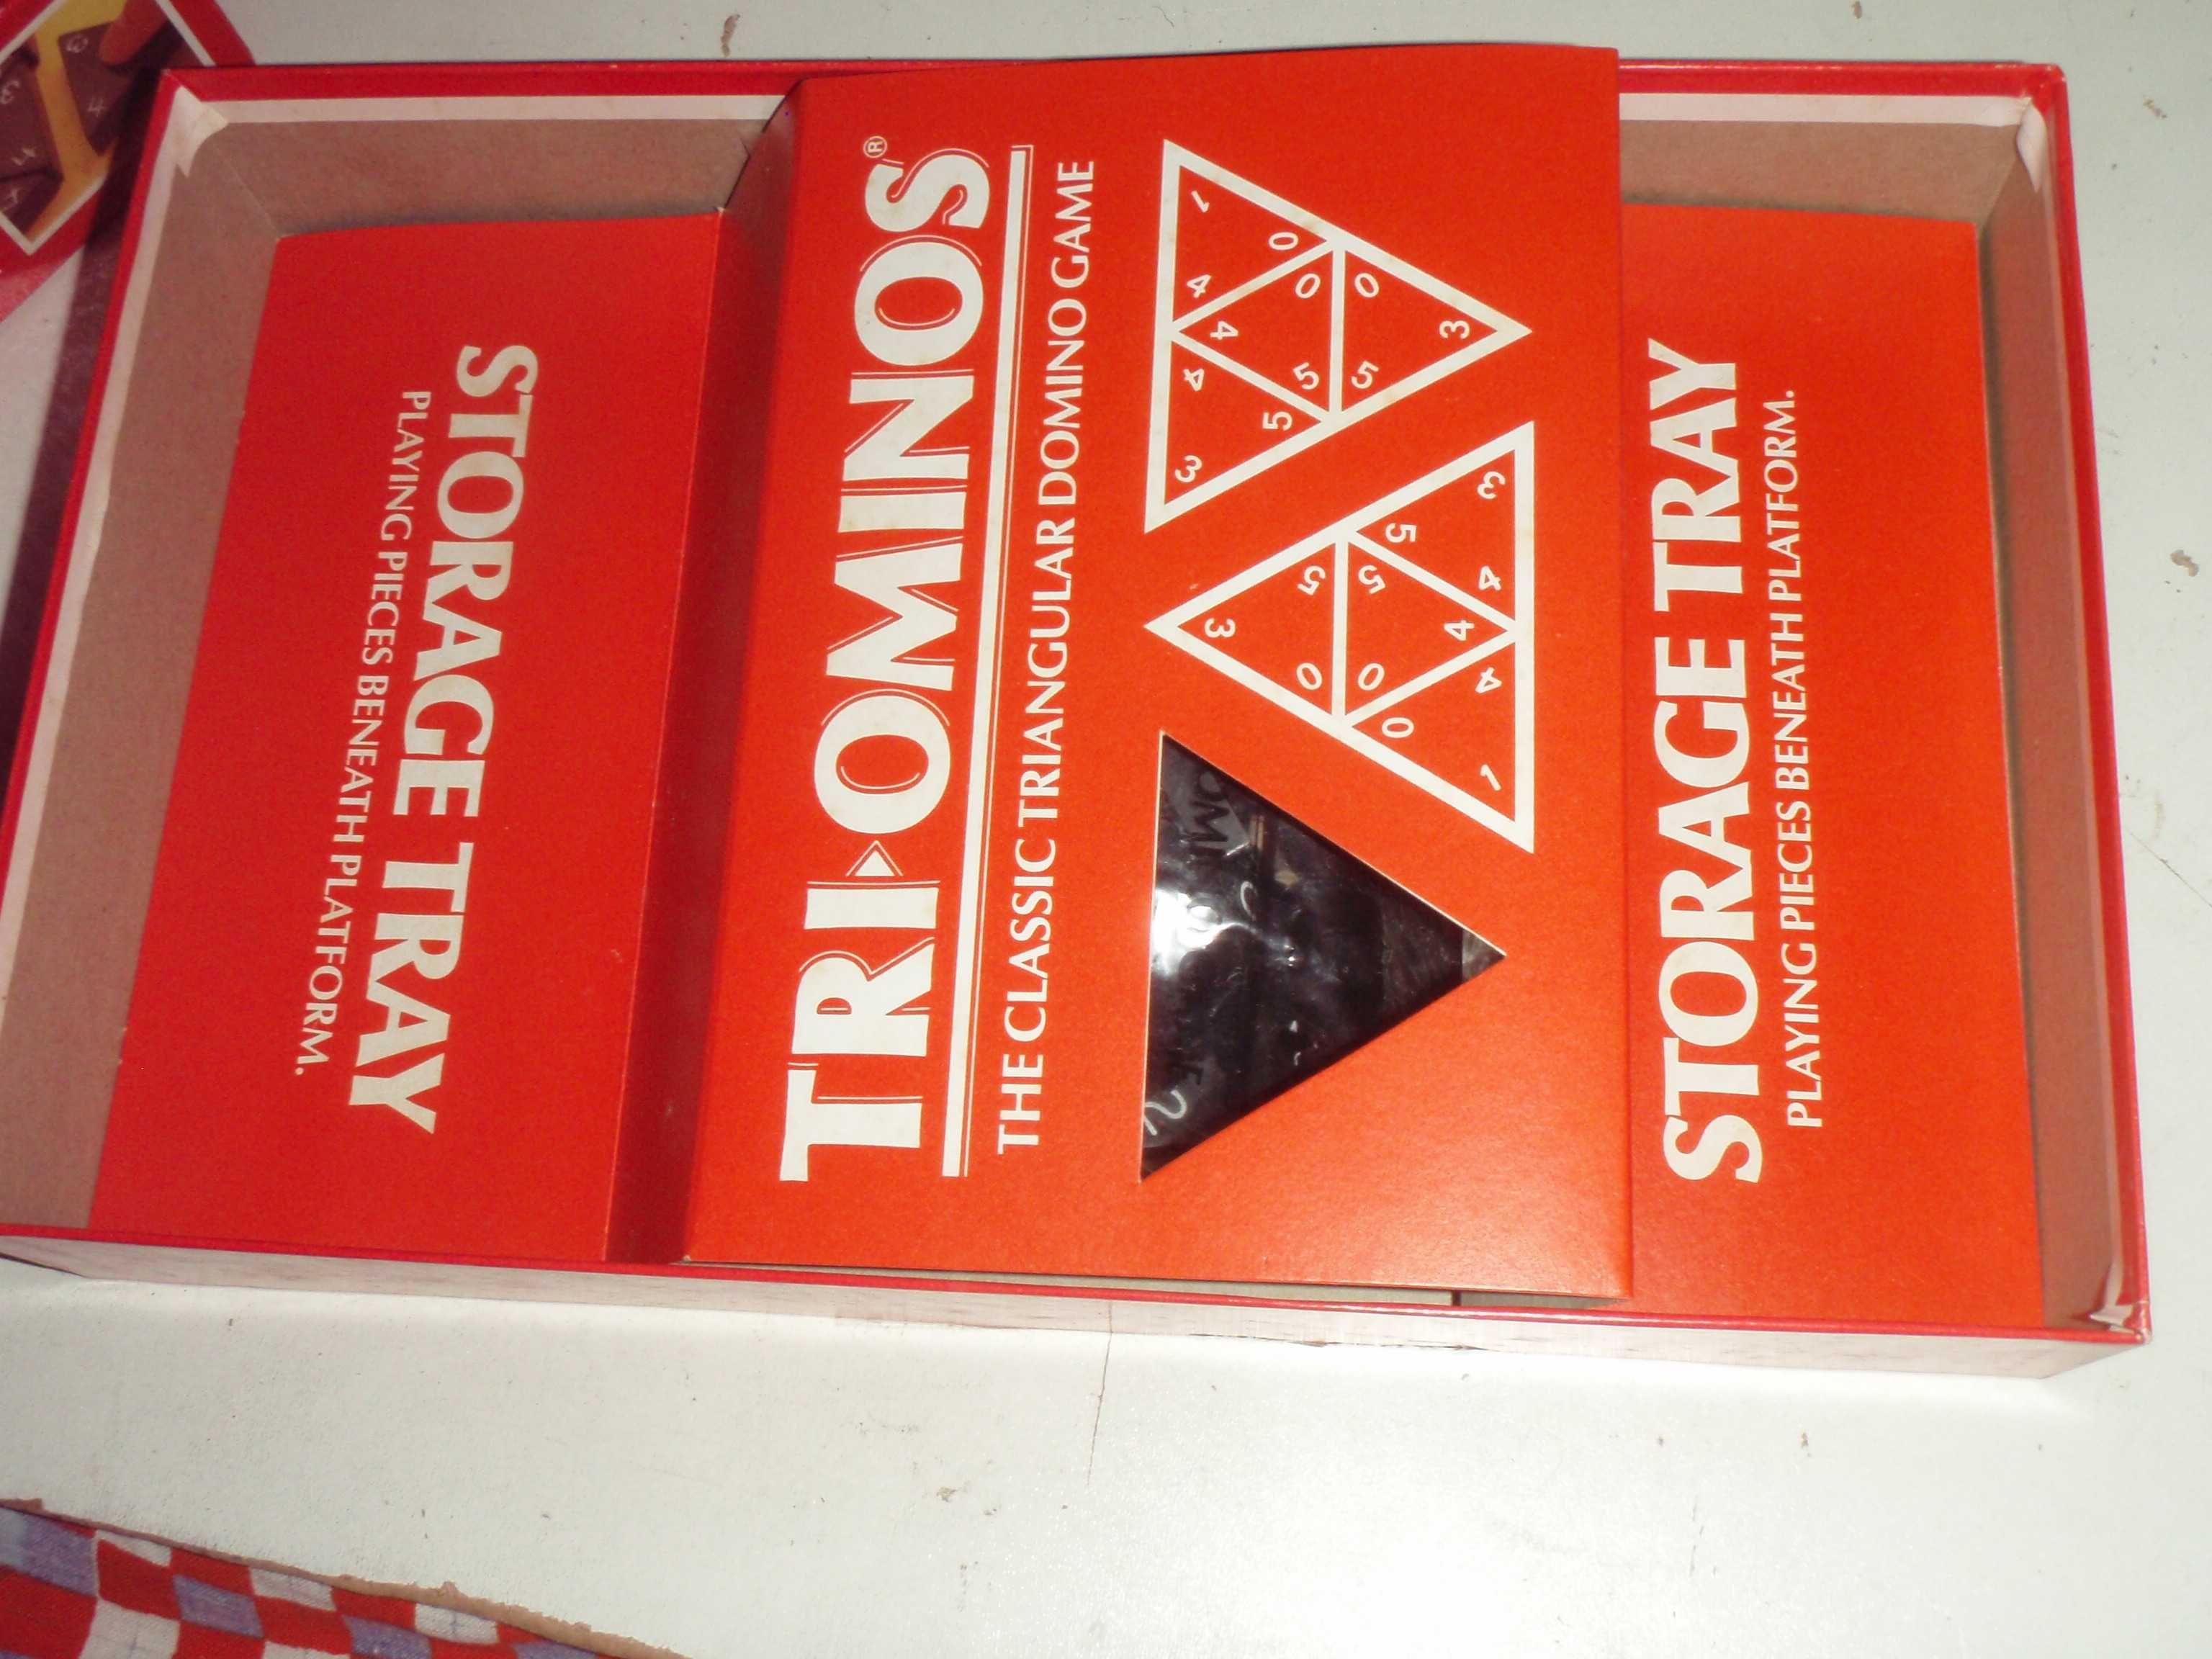 STORAGE TRAY
PLAYING PIECES BENEATH PLATFORM.
TRI▷OMINOS®
THE CLASSIC TRIANGULAR DOMINO GAME
1 4 0
4 0 5
0 5 3
4 5 3
3 5 0
5 4 0
3 5 4
4 0 1
2
STORAGE TRAY
PLAYING PIECES BENEATH PLATFORM.